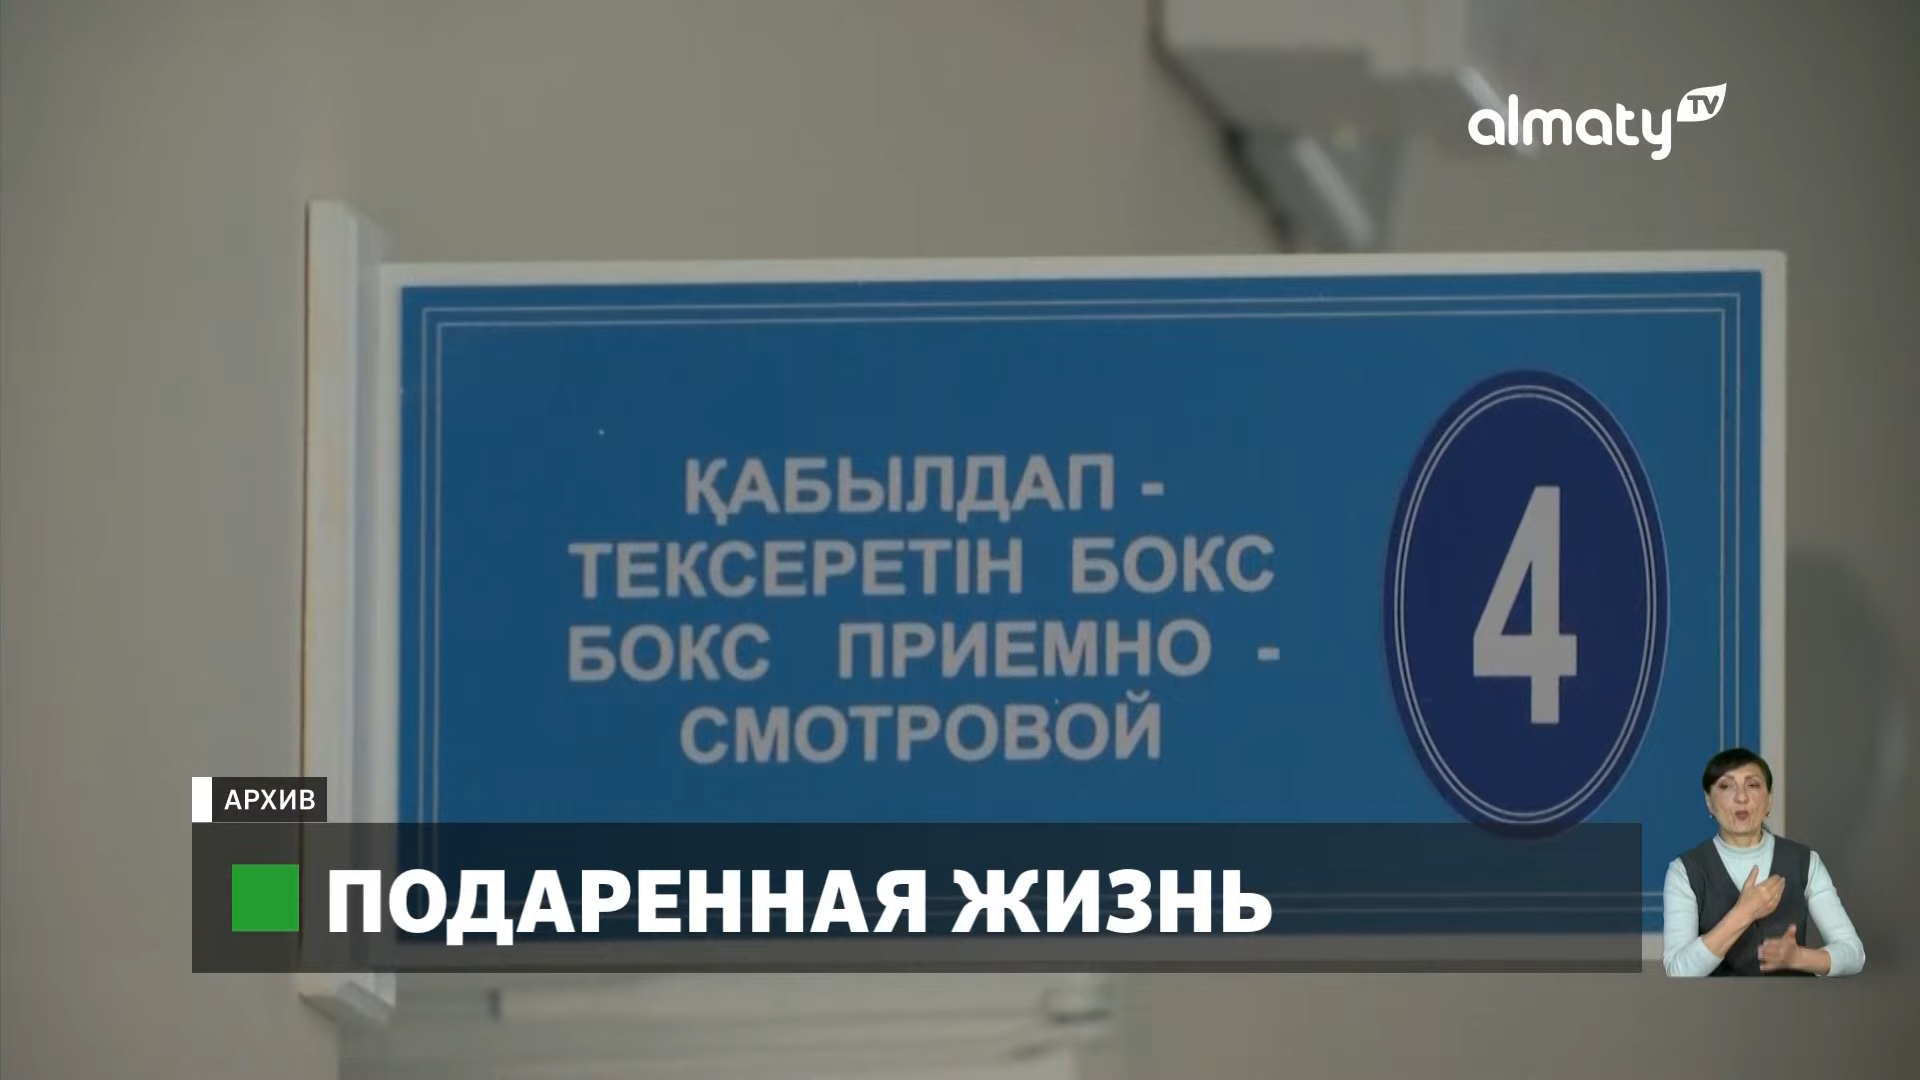 almaty TV
ҚАБЫЛДАП -
ТЕКСЕРЕТІН БОКС
БОКС ПРИЕМНО -
СМОТРОВОЙ
4
АРХИВ
ПОДАРЕННАЯ ЖИЗНЬ